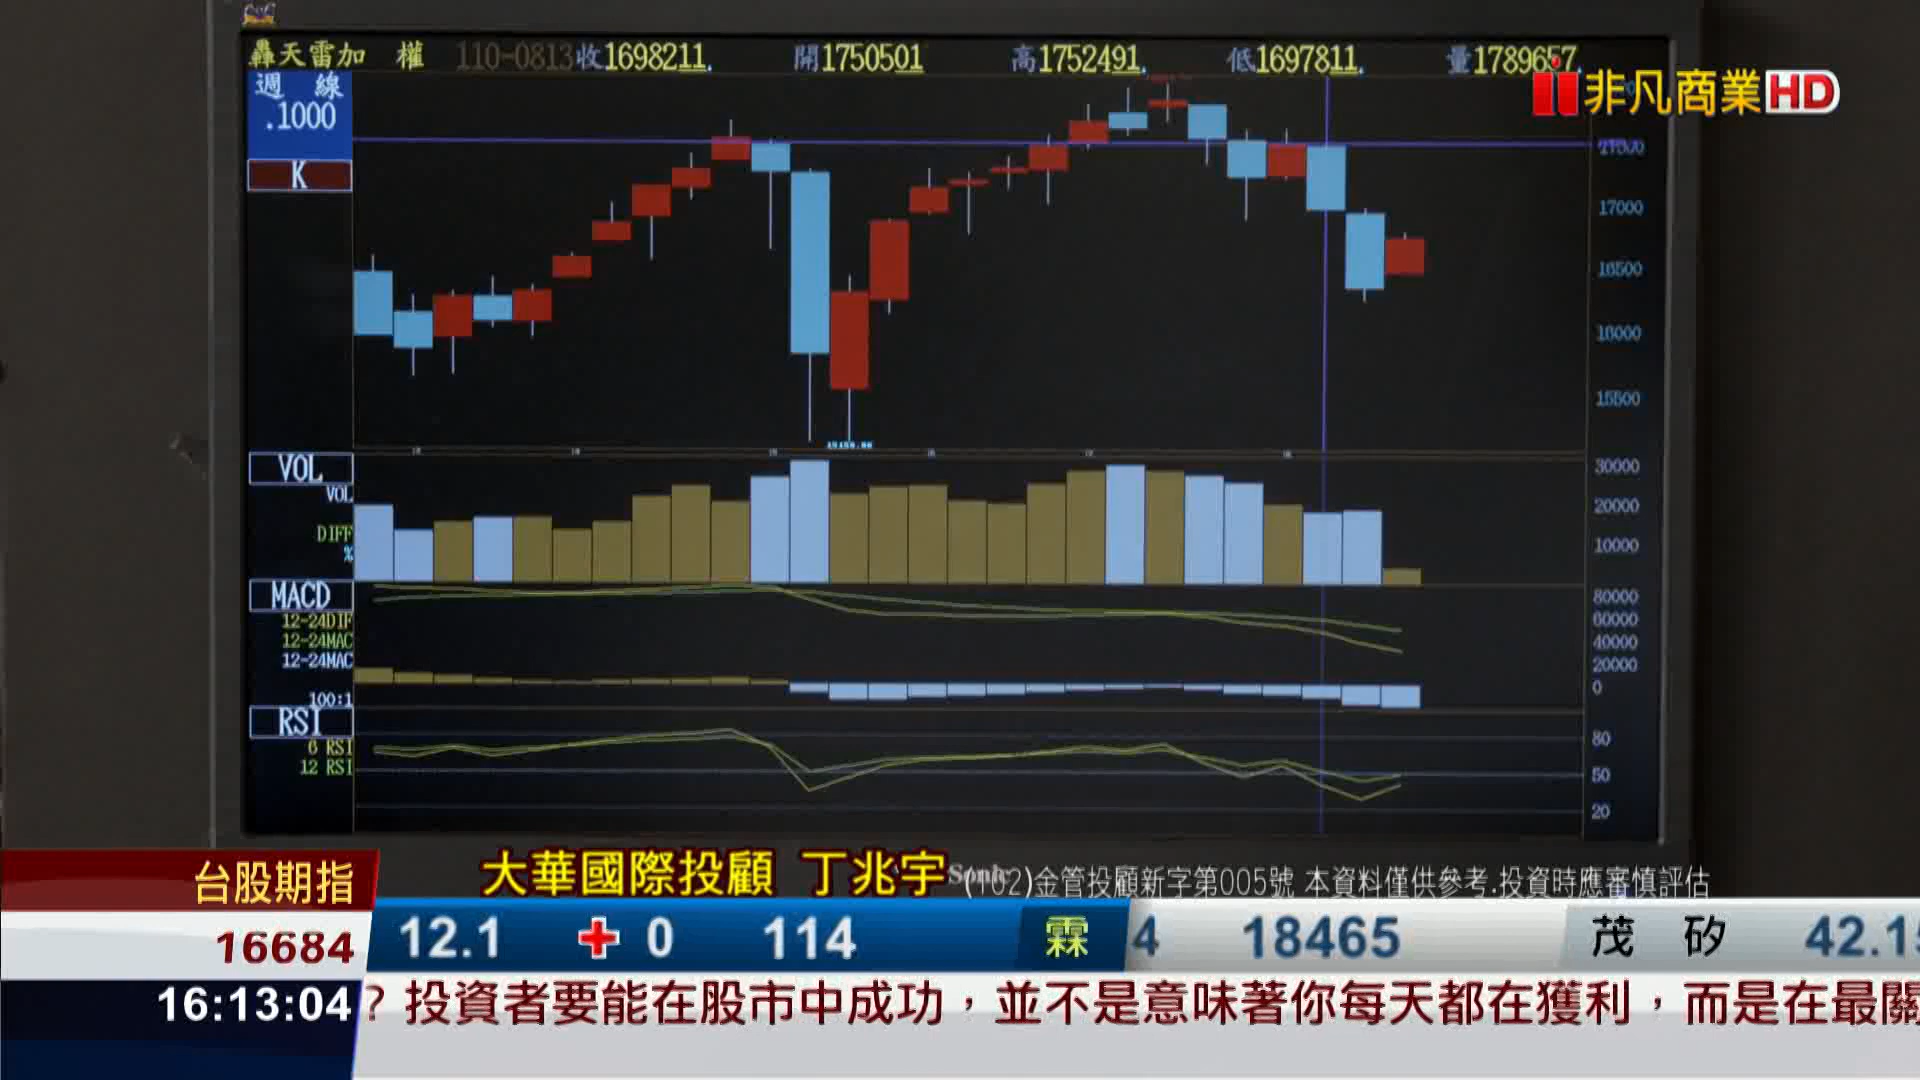 轟天雷加 權 110-0813收1698211. 開1750501 高1752491. 低1697811. 量1789657.
非凡商業HD
週 線
.1000
K
17000
16500
16000
15500
VOL
VOL
DIFF
%
30000
20000
10000
MACD
12-24DIF
12-24MAC
12-24MAC
100:1
80000
60000
40000
20000
0
RSI
6 RSI
12 RSI
80
50
20
台股期指
大華國際投顧 丁兆宇
(102)金管投顧新字第005號 本資料僅供參考.投資時應審慎評估
16684
12.1 + 0 114 霖 4 18465 茂 矽 42.15
16:13:04
? 投資者要能在股市中成功，並不是意味著你每天都在獲利，而是在最關